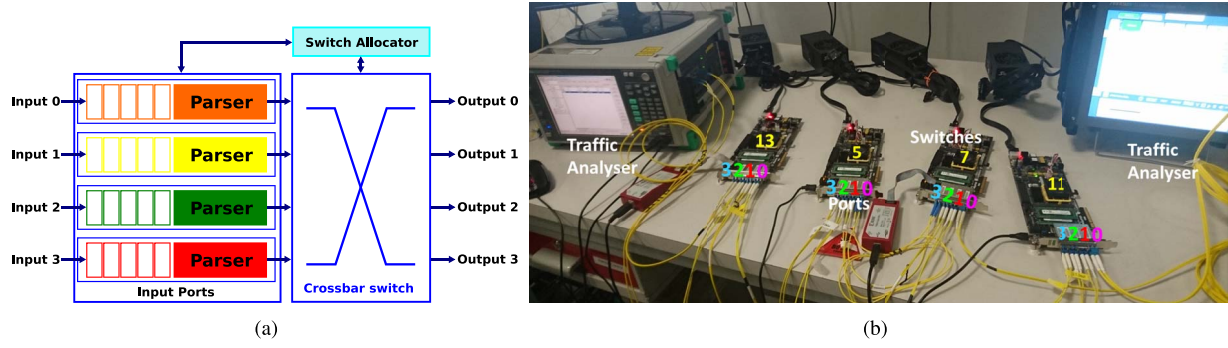 Switch Allocator
Input 0
Parser
Output 0
Input 1
Parser
Output 1
Input 2
Parser
Output 2
Input 3
Parser
Output 3
Input Ports
Crossbar switch
(a)
Traffic
Analyser
13
3210
5
3210
Ports
Switches
7
3210
11
3210
Traffic
Analyser
(b)